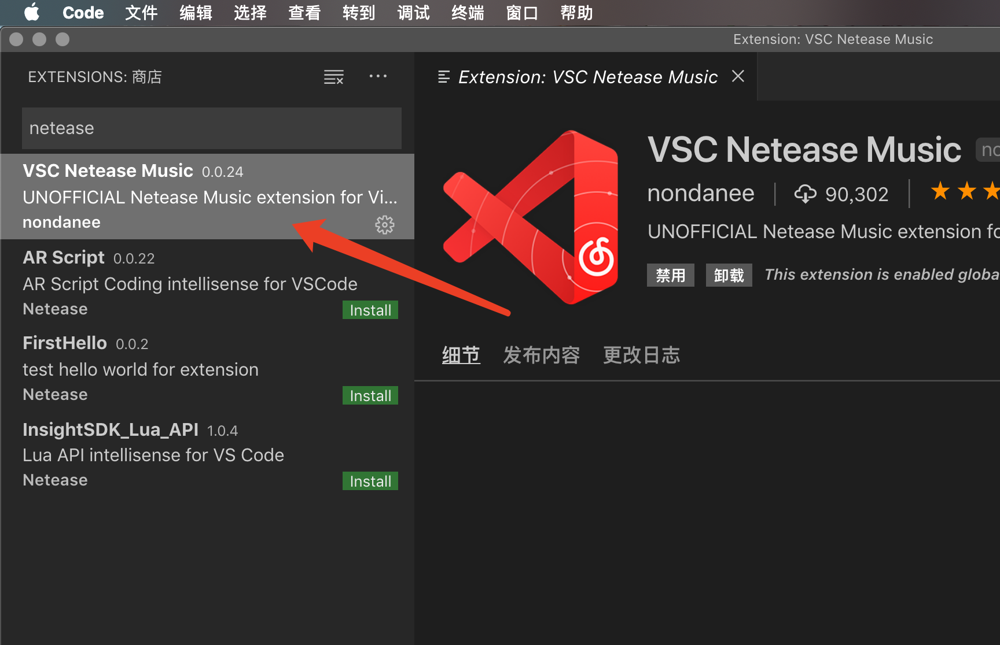 Code 文件 编辑 选择 查看 转到 调试 终端 窗口 帮助
Extension: VSC Netease Music
EXTENSIONS: 商店
netease
VSC Netease Music 0.0.24
UNOFFICIAL Netease Music extension for Vi...
nondanee
AR Script 0.0.22
AR Script Coding intellisense for VSCode
Netease Install
FirstHello 0.0.2
test hello world for extension
Netease Install
InsightSDK_Lua_API 1.0.4
Lua API intellisense for VS Code
Netease Install
Extension: VSC Netease Music
VSC Netease Music
nondanee 90,302
UNOFFICIAL Netease Music extension
禁用 卸载 This extension is enabled
细节 发布内容 更改日志